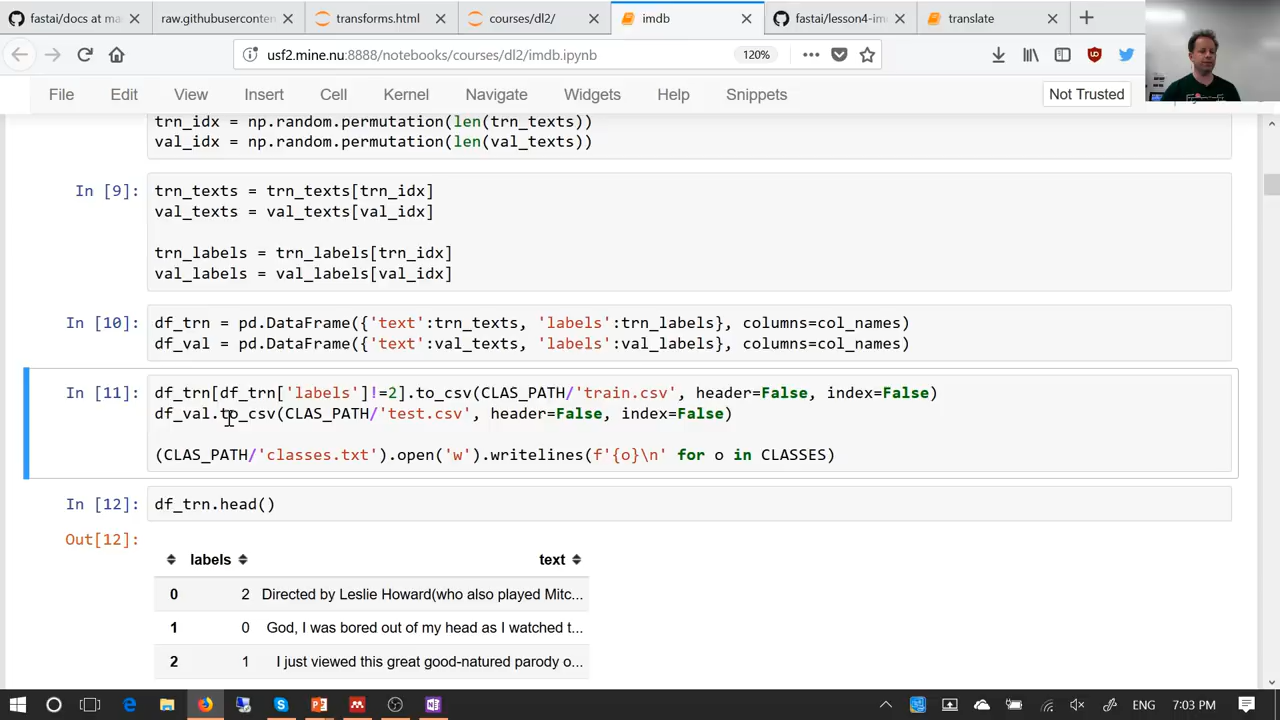 fastai/docs at ma
raw.githubusercontent
transforms.html
courses/dl2/
imdb
fastai/lesson4-im
translate
usf2.mine.nu:8888/notebooks/courses/dl2/imdb.ipynb
120%
File Edit View Insert Cell Kernel Navigate Widgets Help Snippets
Not Trusted
trn_idx = np.random.permutation(len(trn_texts))
val_idx = np.random.permutation(len(val_texts))
In [9]:
trn_texts = trn_texts[trn_idx]
val_texts = val_texts[val_idx]
trn_labels = trn_labels[trn_idx]
val_labels = val_labels[val_idx]
In [10]:
df_trn = pd.DataFrame({'text':trn_texts, 'labels':trn_labels}, columns=col_names)
df_val = pd.DataFrame({'text':val_texts, 'labels':val_labels}, columns=col_names)
In [11]:
df_trn[df_trn['labels']!=2].to_csv(CLAS_PATH/'train.csv', header=False, index=False)
df_val.to_csv(CLAS_PATH/'test.csv', header=False, index=False)
(CLAS_PATH/'classes.txt').open('w').writelines(f'{o}\n' for o in CLASSES)
In [12]:
df_trn.head()
Out[12]:
labels text
0 2 Directed by Leslie Howard(who also played Mitc...
1 0 God, I was bored out of my head as I watched t...
2 1 I just viewed this great good-natured parody o...
ENG
7:03 PM